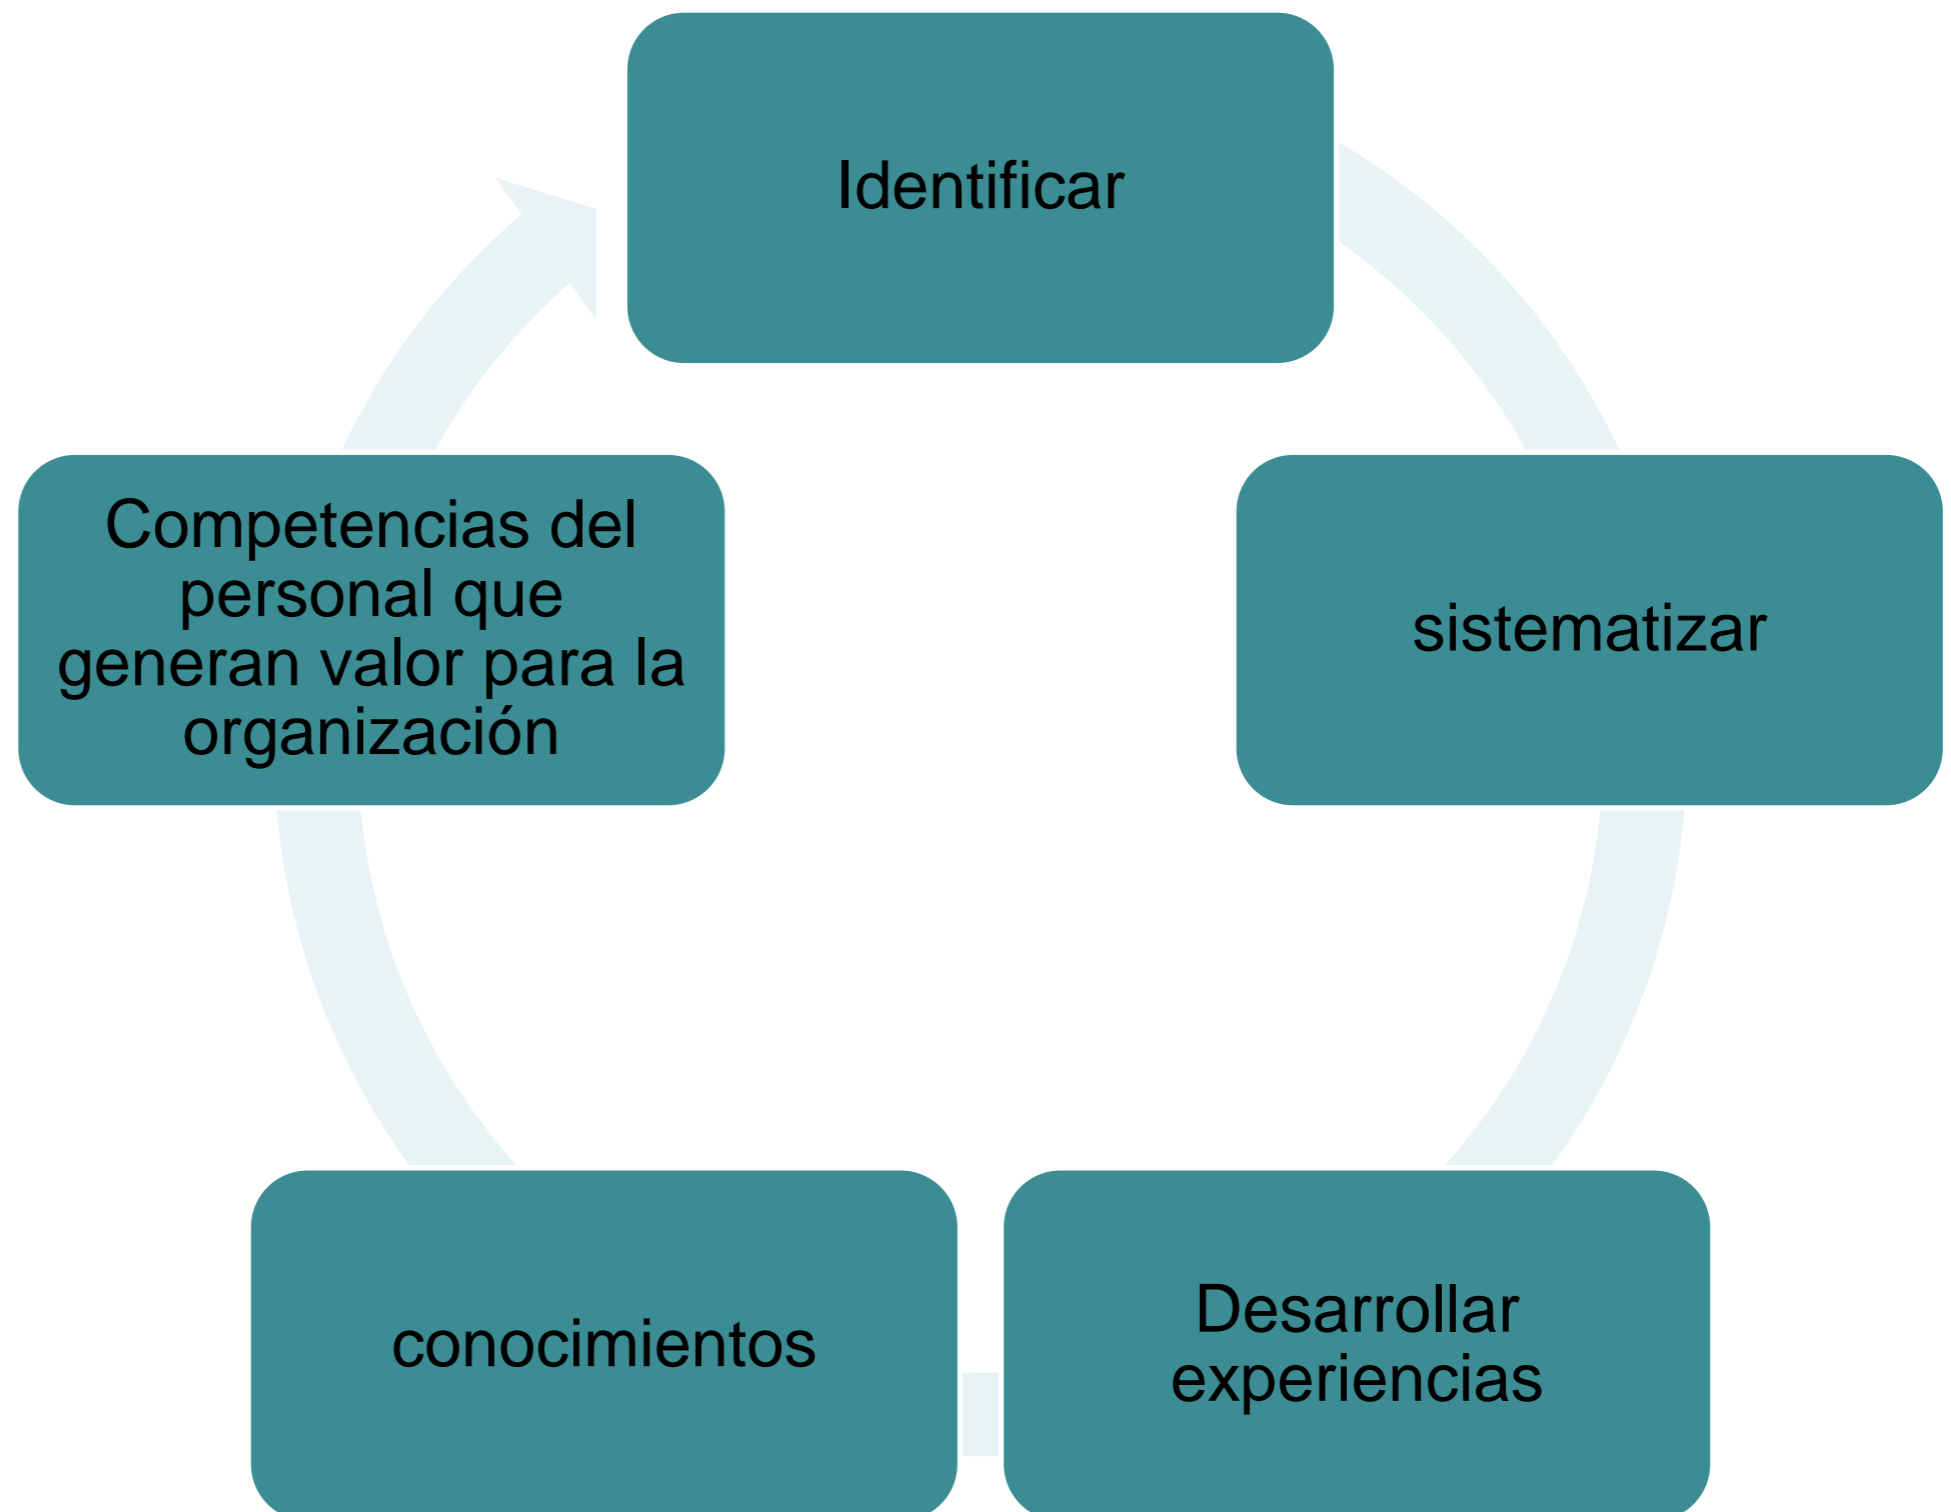 Identificar
sistematizar
Desarrollar
experiencias
conocimientos
Competencias del
personal que
generan valor para la
organización